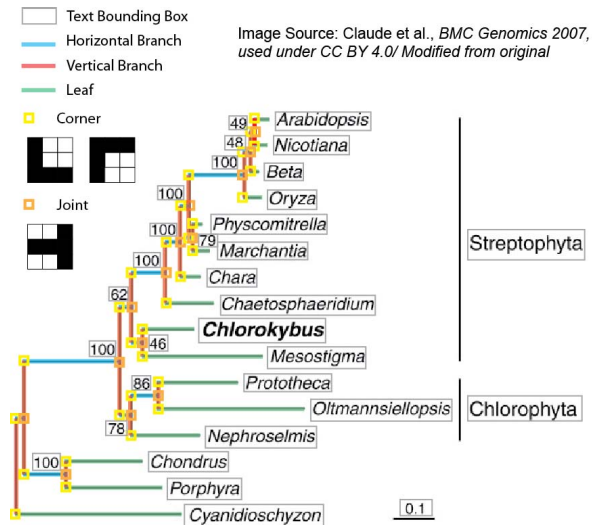 Text Bounding Box
Horizontal Branch
Vertical Branch
Leaf
Corner
Joint
Image Source: Claude et al., BMC Genomics 2007,
used under CC BY 4.0/ Modified from original
49
Arabidopsis
48
Nicotiana
100
Beta
Oryza
100
Physcomitrella
79
100
Marchantia
100
Chara
Chaetosphaeridium
62
Chlorokybus
46
100
Mesostigma
86
Prototheca
Oltmannsiellopsis
78
Nephroselmis
100
Chondrus
Porphyra
Cyanidioschyzon
Streptophyta
Chlorophyta
0.1